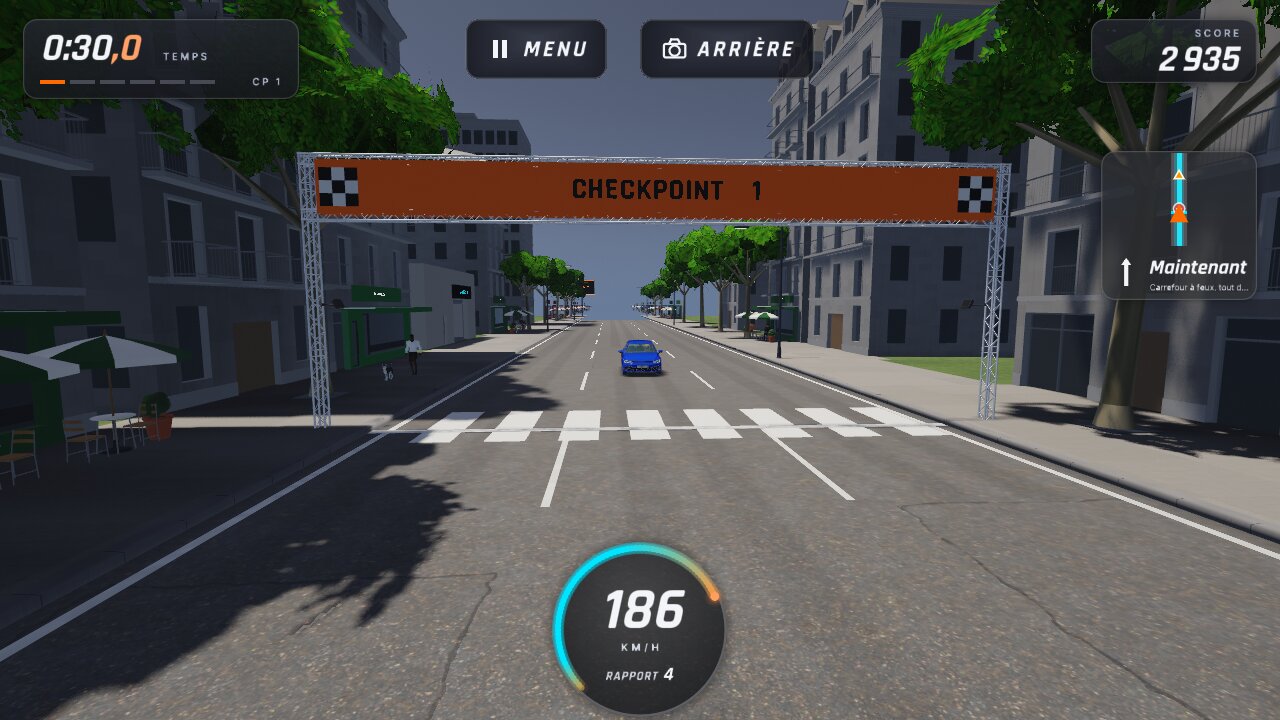 0:30,0 TEMPS
CP 1
MENU
ARRIÈRE
SCORE
2 935
CHECKPOINT 1
Maintenant
Carrefour à feux, tout d...
186
KM/H
RAPPORT 4